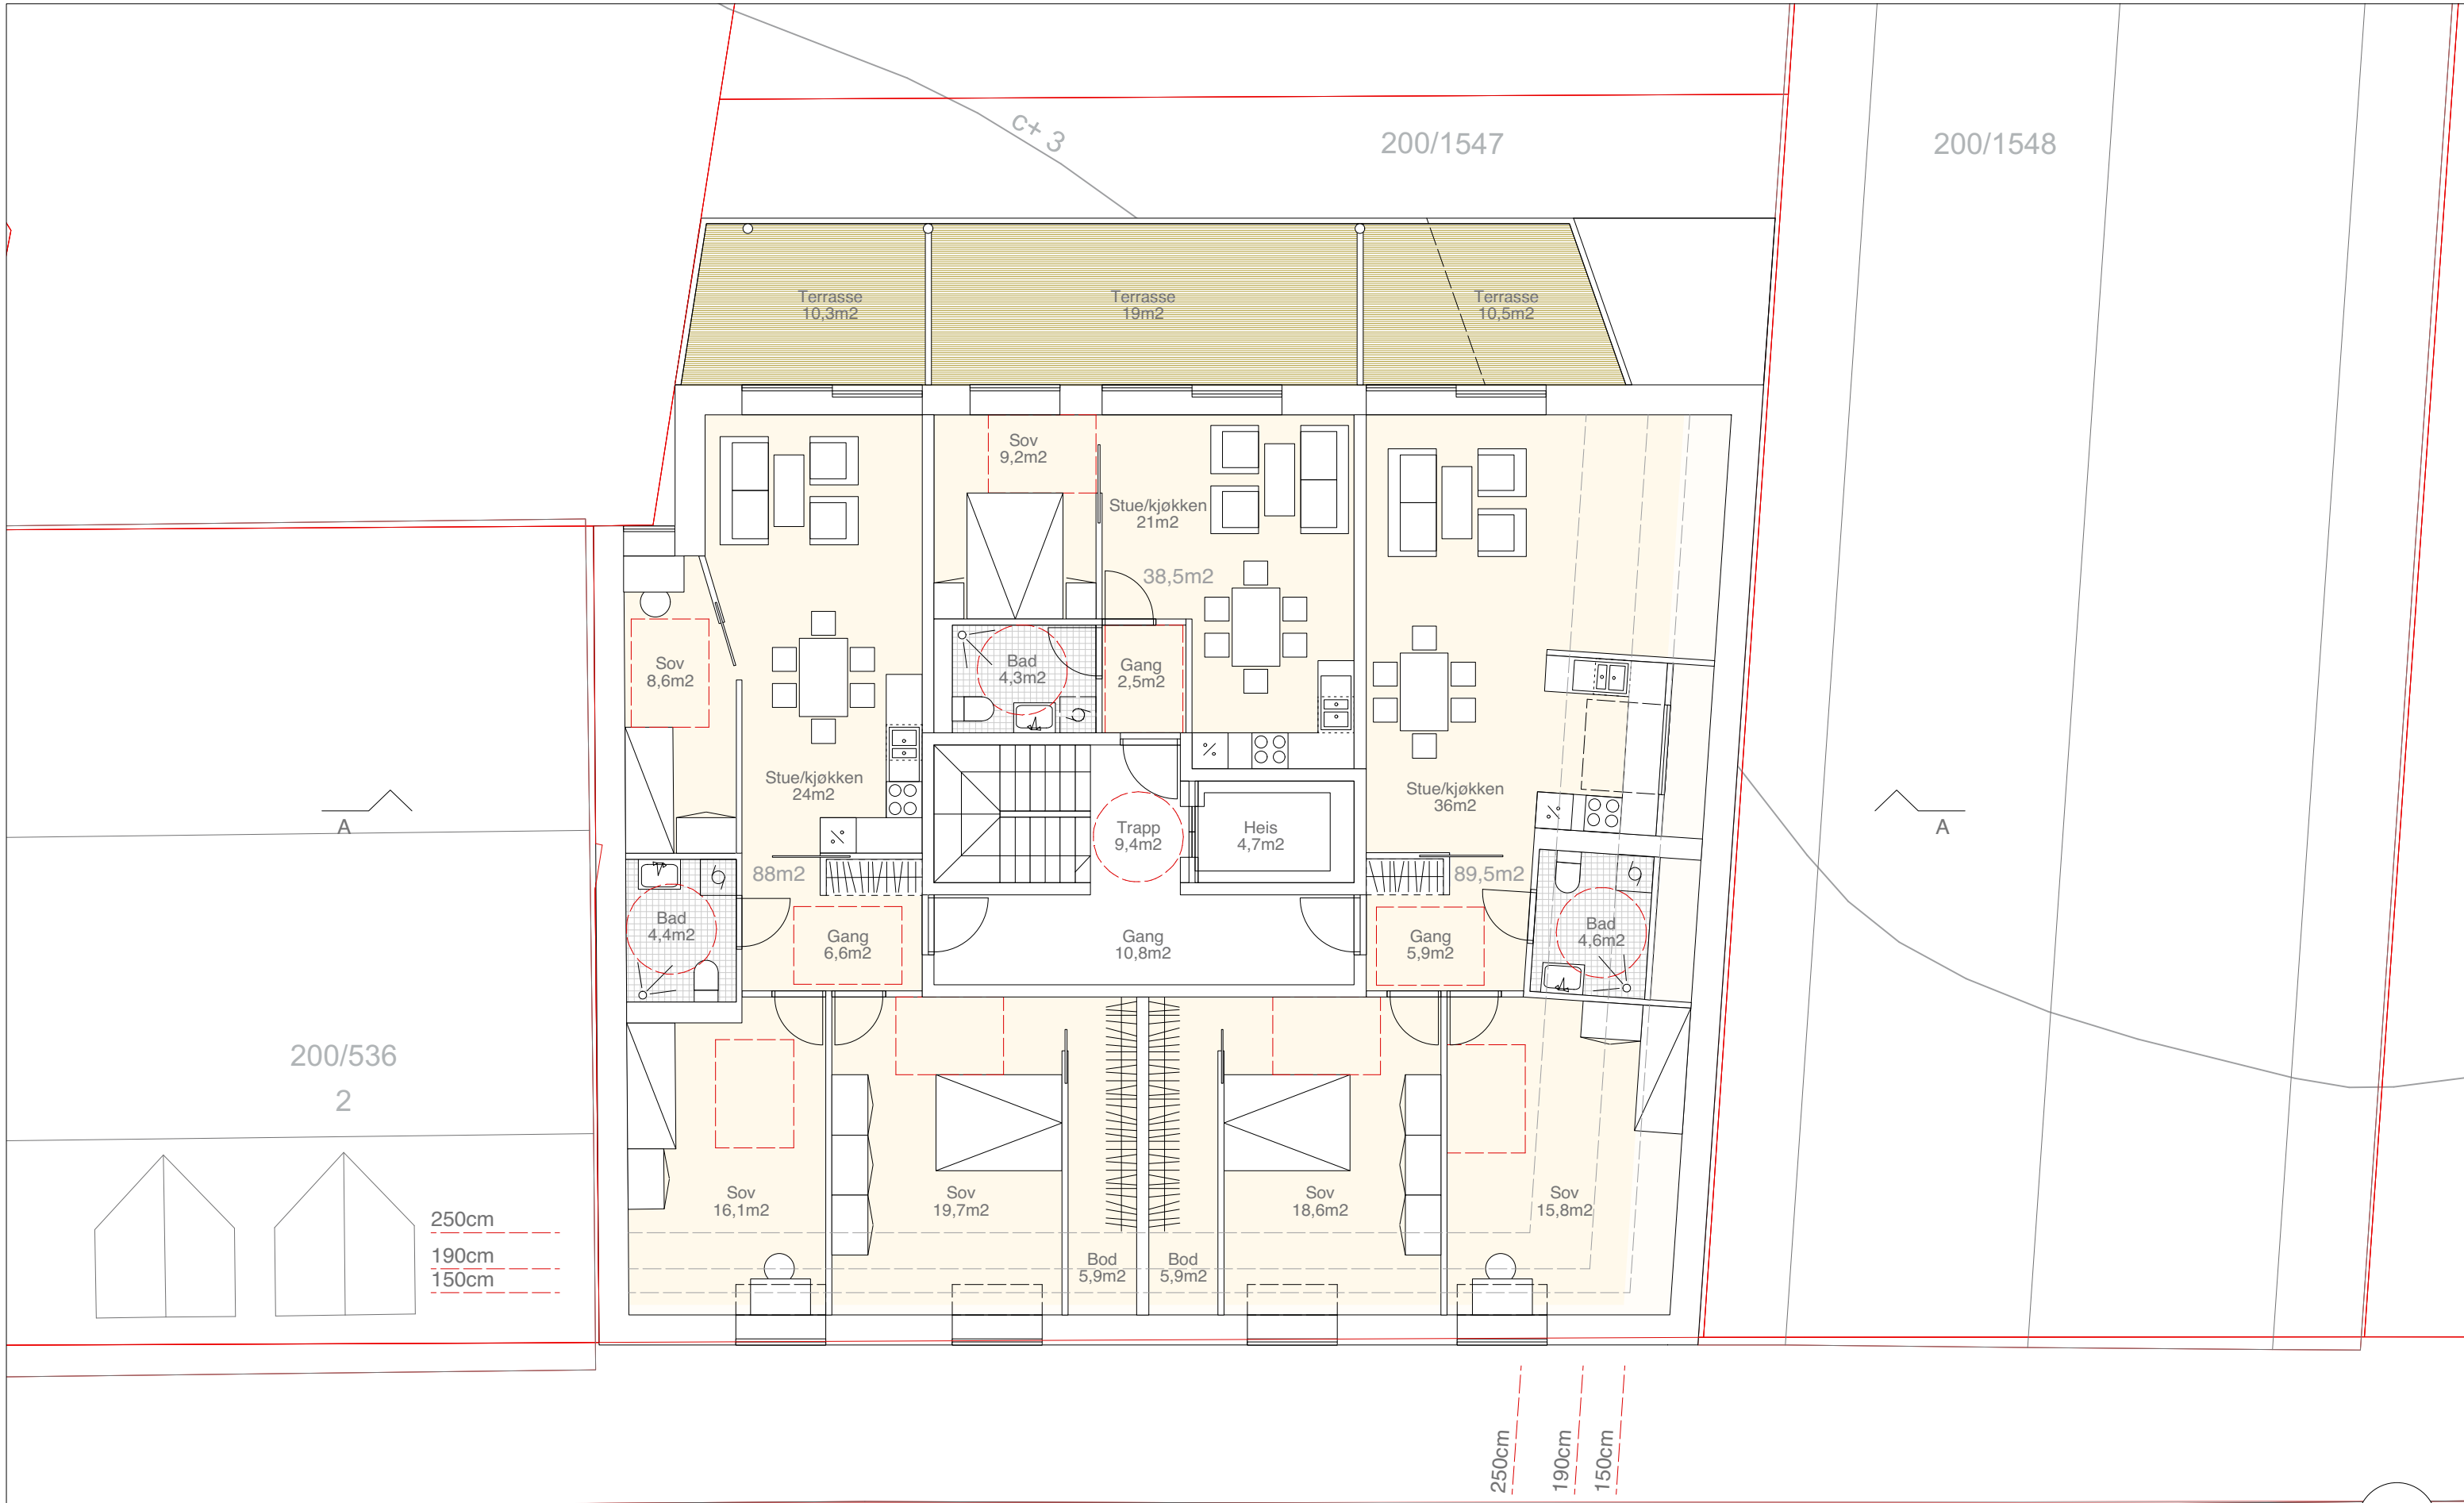 c+ 3
200/1547
200/1548
Terrasse
10,3m2
Terrasse
19m2
Terrasse
10,5m2
Sov
9,2m2
Stue/kjøkken
21m2
38,5m2
Sov
8,6m2
Bad
4,3m2
Gang
2,5m2
Stue/kjøkken
24m2
Stue/kjøkken
36m2
A
Trapp
9,4m2
Heis
4,7m2
A
88m2
89,5m2
Bad
4,4m2
Gang
6,6m2
Gang
10,8m2
Gang
5,9m2
Bad
4,6m2
200/536
2
Sov
16,1m2
Sov
19,7m2
Sov
18,6m2
Sov
15,8m2
250cm
190cm
150cm
Bod
5,9m2
Bod
5,9m2
250cm
190cm
150cm